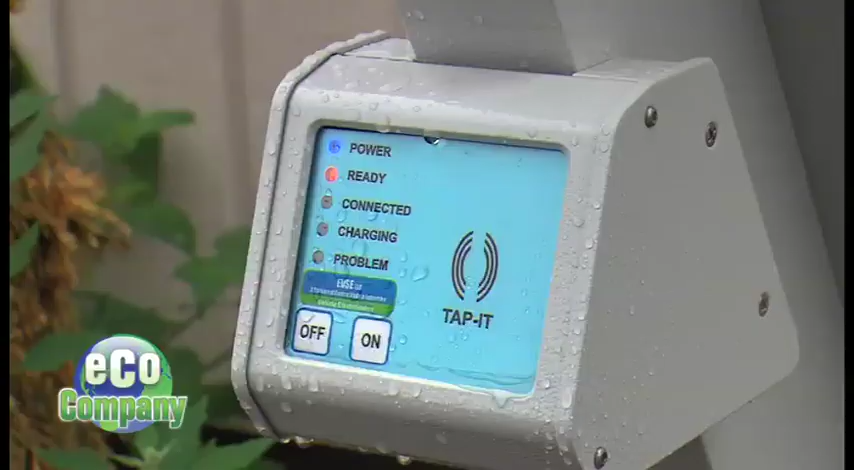 POWER
READY
CONNECTED
CHARGING
PROBLEM
EVSE
OFF
ON
TAP-IT
eco
Company